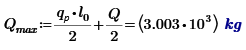 Q_max := (q_p • l_0)/2 + Q/2 = (3.003 • 10^3) kg